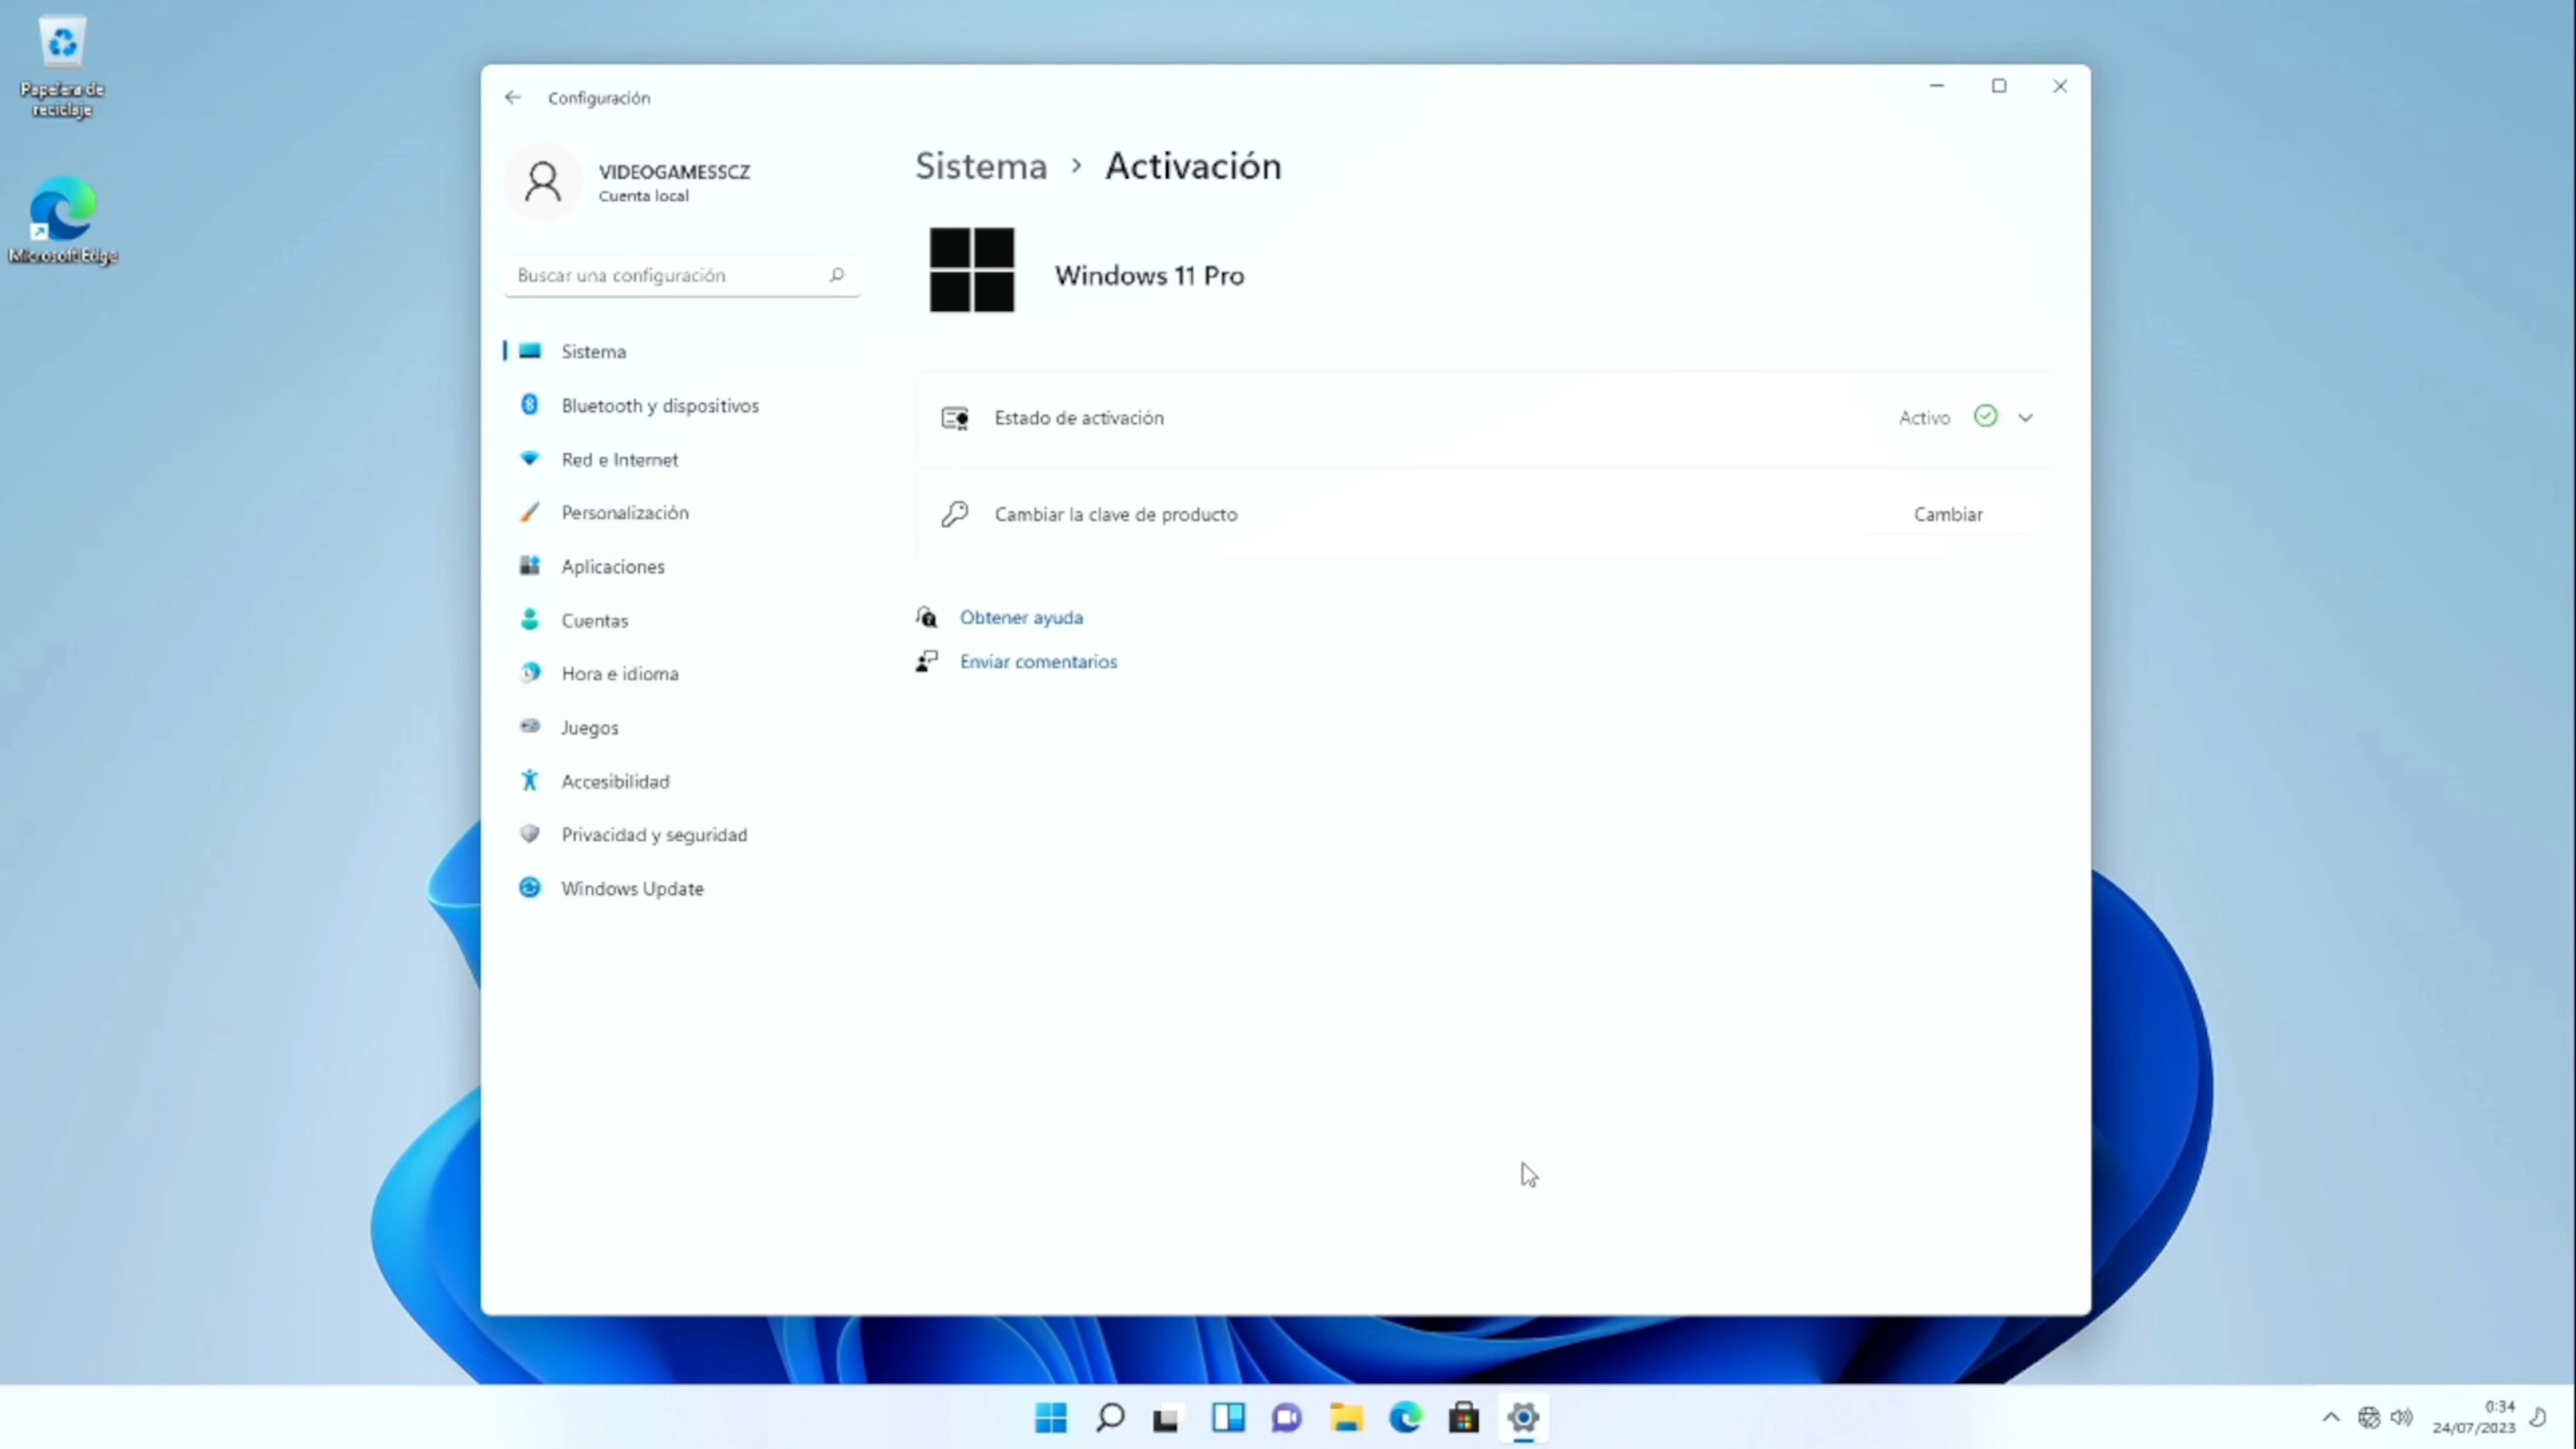 Papelera de
reciclaje
Microsoft Edge
Configuración
VIDEOGAMESSCZ
Cuenta local
Buscar una configuración
Sistema
Bluetooth y dispositivos
Red e Internet
Personalización
Aplicaciones
Cuentas
Hora e idioma
Juegos
Accesibilidad
Privacidad y seguridad
Windows Update
Sistema > Activación
Windows 11 Pro
Estado de activación Activo
Cambiar la clave de producto Cambiar
Obtener ayuda
Enviar comentarios
0:34
24/07/2023